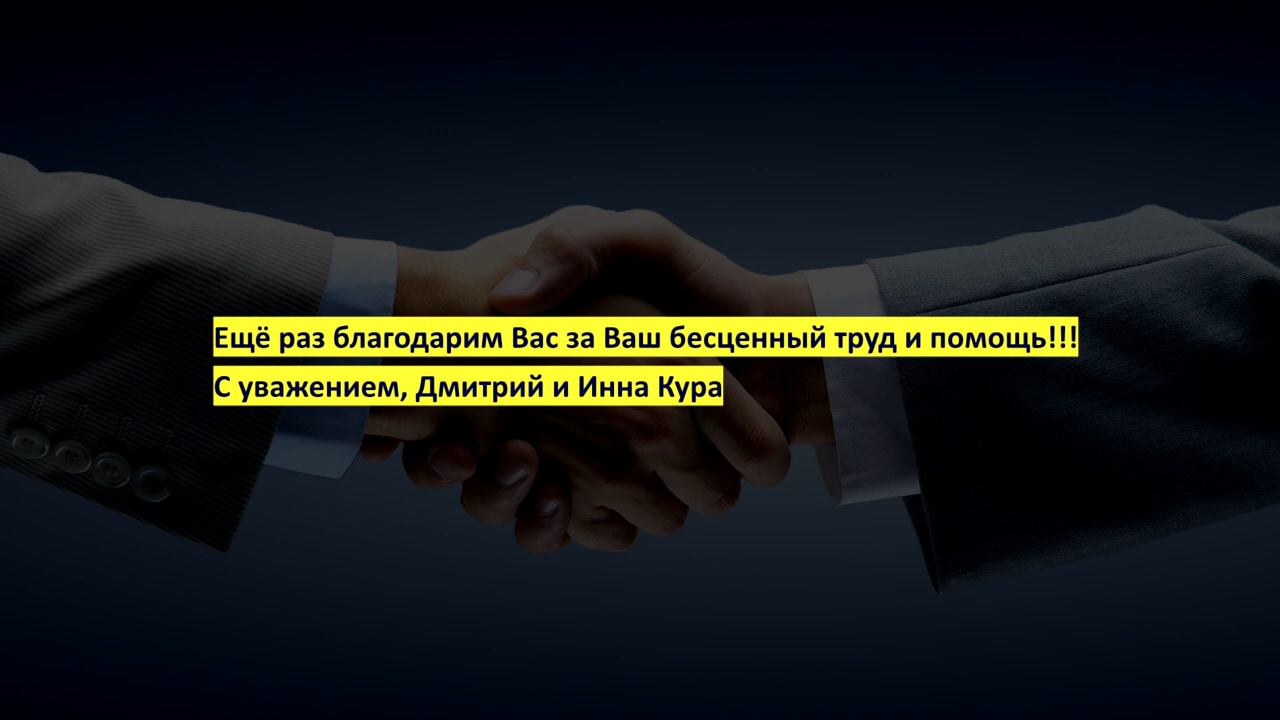 Ещё раз благодарим Вас за Ваш бесценный труд и помощь!!!
С уважением, Дмитрий и Инна Кура